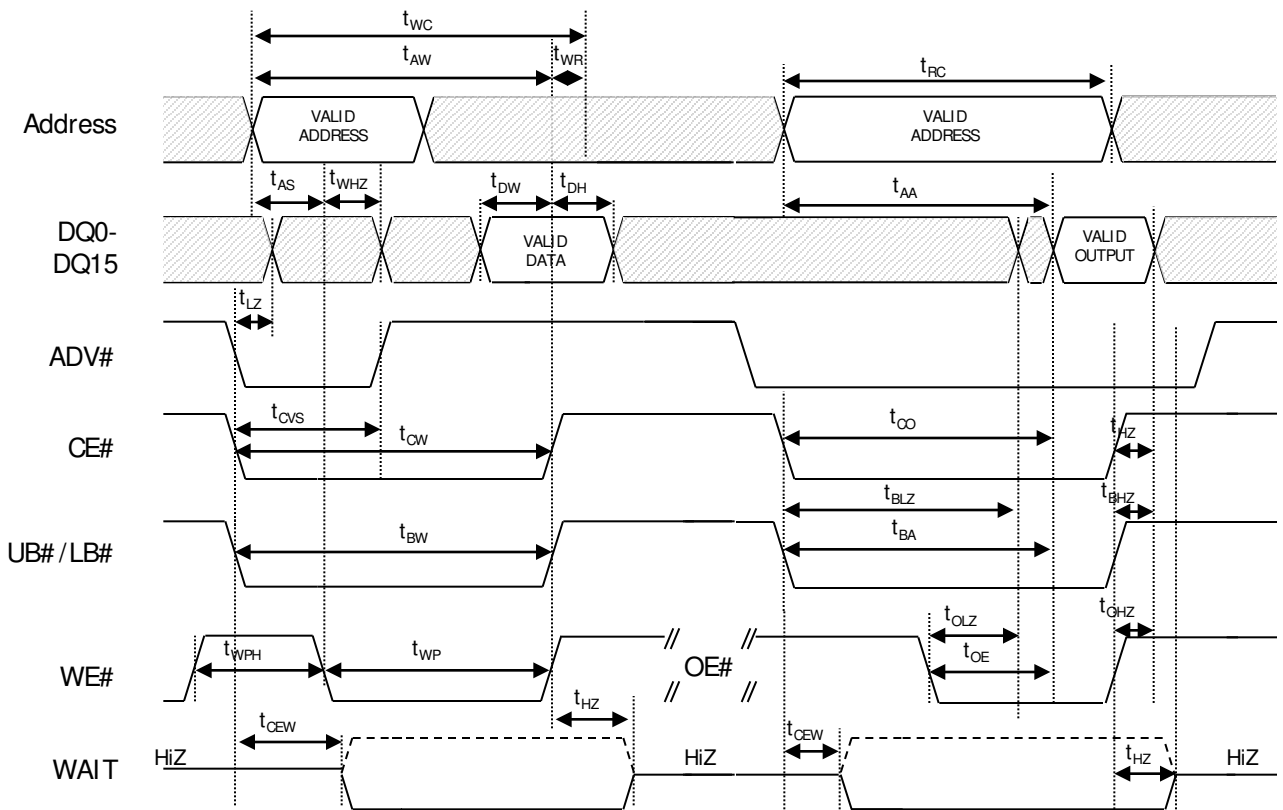 tWC
tAW
tWR
tRC
Address
VALID
ADDRESS
VALID
ADDRESS
tAS
tWHZ
tDW
tDH
tAA
DQ0-
DQ15
VALID
DATA
VALID
OUTPUT
tLZ
ADV#
tCVS
tCW
tCO
tHZ
CE#
tBLZ
tBHZ
UB# / LB#
tBW
tBA
tOLZ
tOHZ
WE#
tWPH
tWP
//
OE#
//
tOE
//
//
tHZ
tCEW
tCEW
WAIT
HiZ
HiZ
tHZ
HiZ